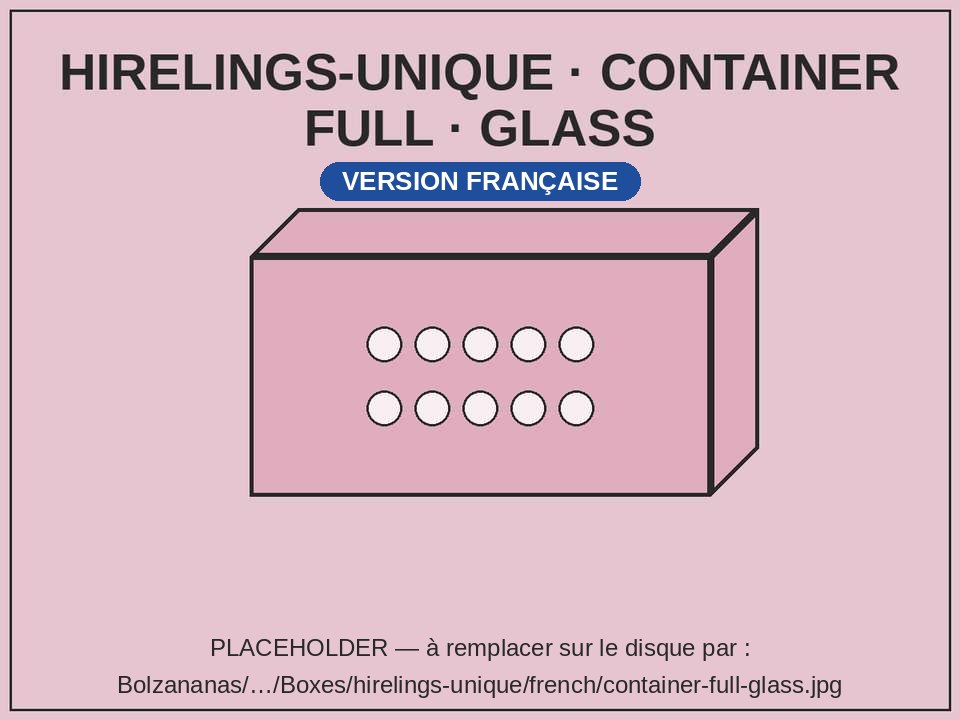 HIRELINGS-UNIQUE · CONTAINER
FULL · GLASS
VERSION FRANÇAISE
PLACEHOLDER — à remplacer sur le disque par :
Bolzananas/…/Boxes/hirelings-unique/french/container-full-glass.jpg